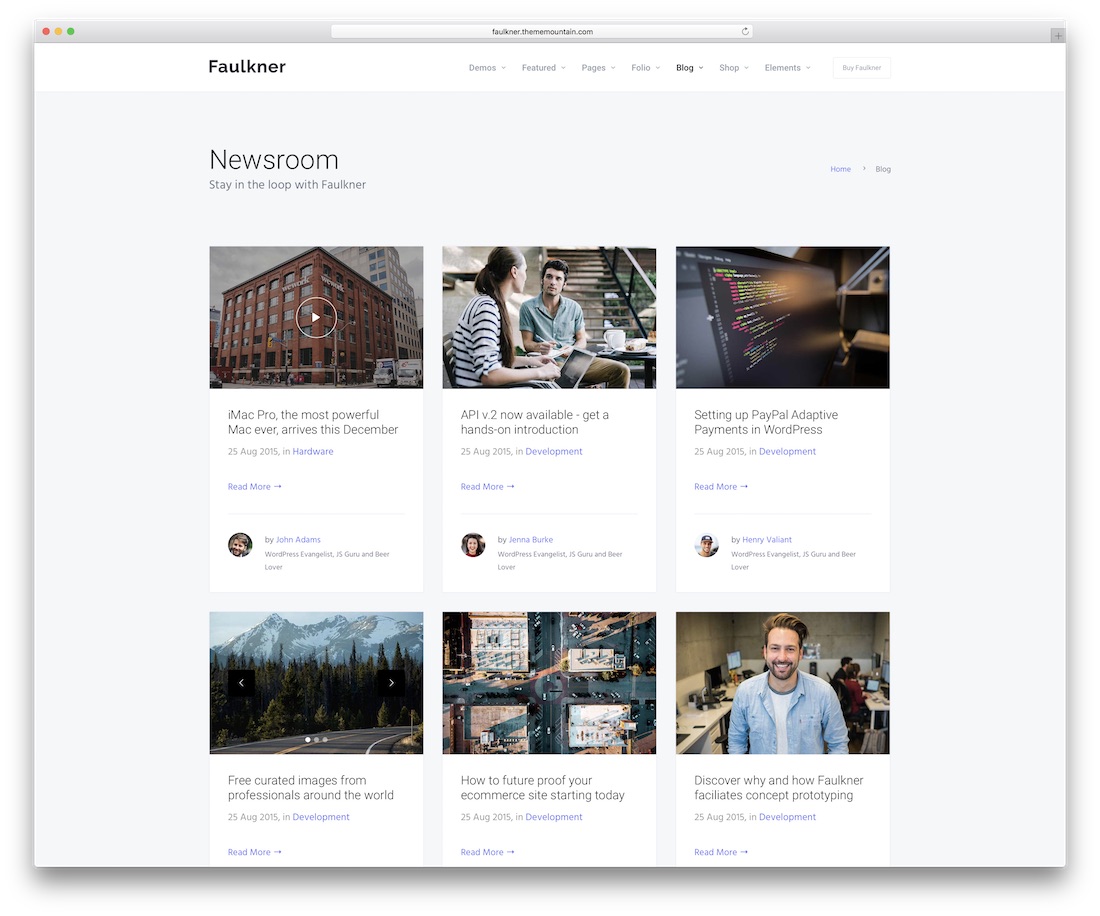 faulkner.thememountain.com
Faulkner
Demos Featured Pages Folio Blog Shop Elements Buy Faulkner
Newsroom
Stay in the loop with Faulkner
Home › Blog
wework
wework
iMac Pro, the most powerful
Mac ever, arrives this December
25 Aug 2015, in Hardware
Read More →
by John Adams
WordPress Evangelist, JS Guru and Beer
Lover
API v.2 now available - get a
hands-on introduction
25 Aug 2015, in Development
Read More →
by Jenna Burke
WordPress Evangelist, JS Guru and Beer
Lover
Setting up PayPal Adaptive
Payments in WordPress
25 Aug 2015, in Development
Read More →
by Henry Valiant
WordPress Evangelist, JS Guru and Beer
Lover
Free curated images from
professionals around the world
25 Aug 2015, in Development
Read More →
How to future proof your
ecommerce site starting today
25 Aug 2015, in Development
Read More →
Discover why and how Faulkner
faciliates concept prototyping
25 Aug 2015, in Development
Read More →